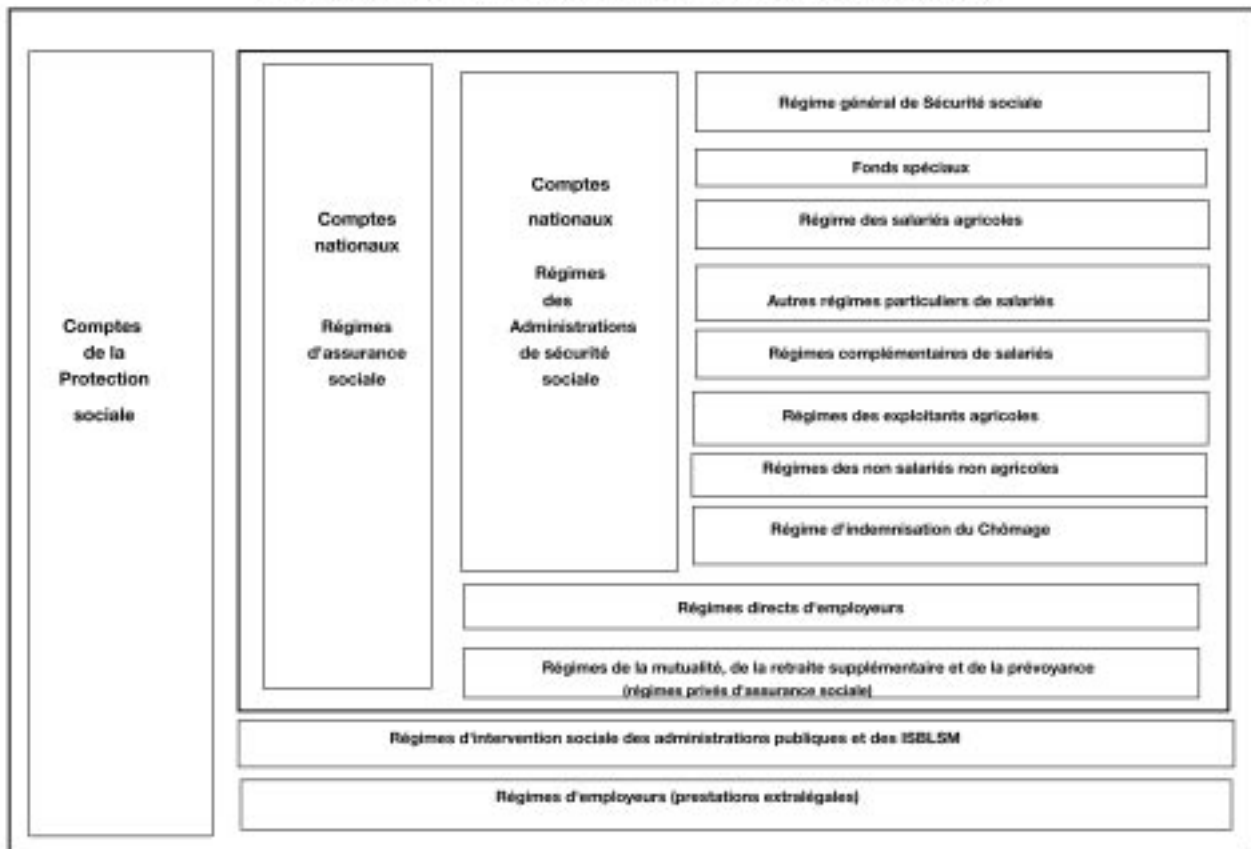 Comptes
de la
Protection
sociale
Comptes
nationaux
Régimes
d'assurance
sociale
Comptes
nationaux
Régimes
des
Administrations
de sécurité
sociale
Régime général de Sécurité sociale
Fonds spéciaux
Régime des salariés agricoles
Autres régimes particuliers de salariés
Régimes complémentaires de salariés
Régimes des exploitants agricoles
Régimes des non salariés non agricoles
Régime d'indemnisation du Chômage
Régimes directs d'employeurs
Régimes de la mutualité, de la retraite supplémentaire et de la prévoyance
(régimes privés d'assurance sociale)
Régimes d'intervention sociale des administrations publiques et des ISBLSM
Régimes d'employeurs (prestations extralégales)